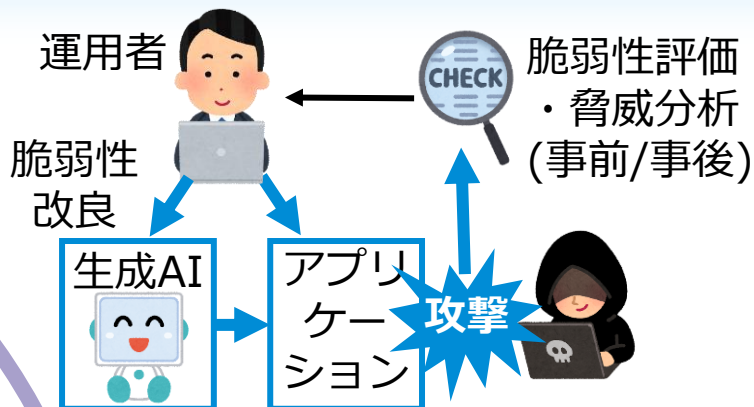 運用者
CHECK
脆弱性評価
・脅威分析
(事前/事後)
脆弱性
改良
生成AI
アプリ
ケー
ション
攻撃